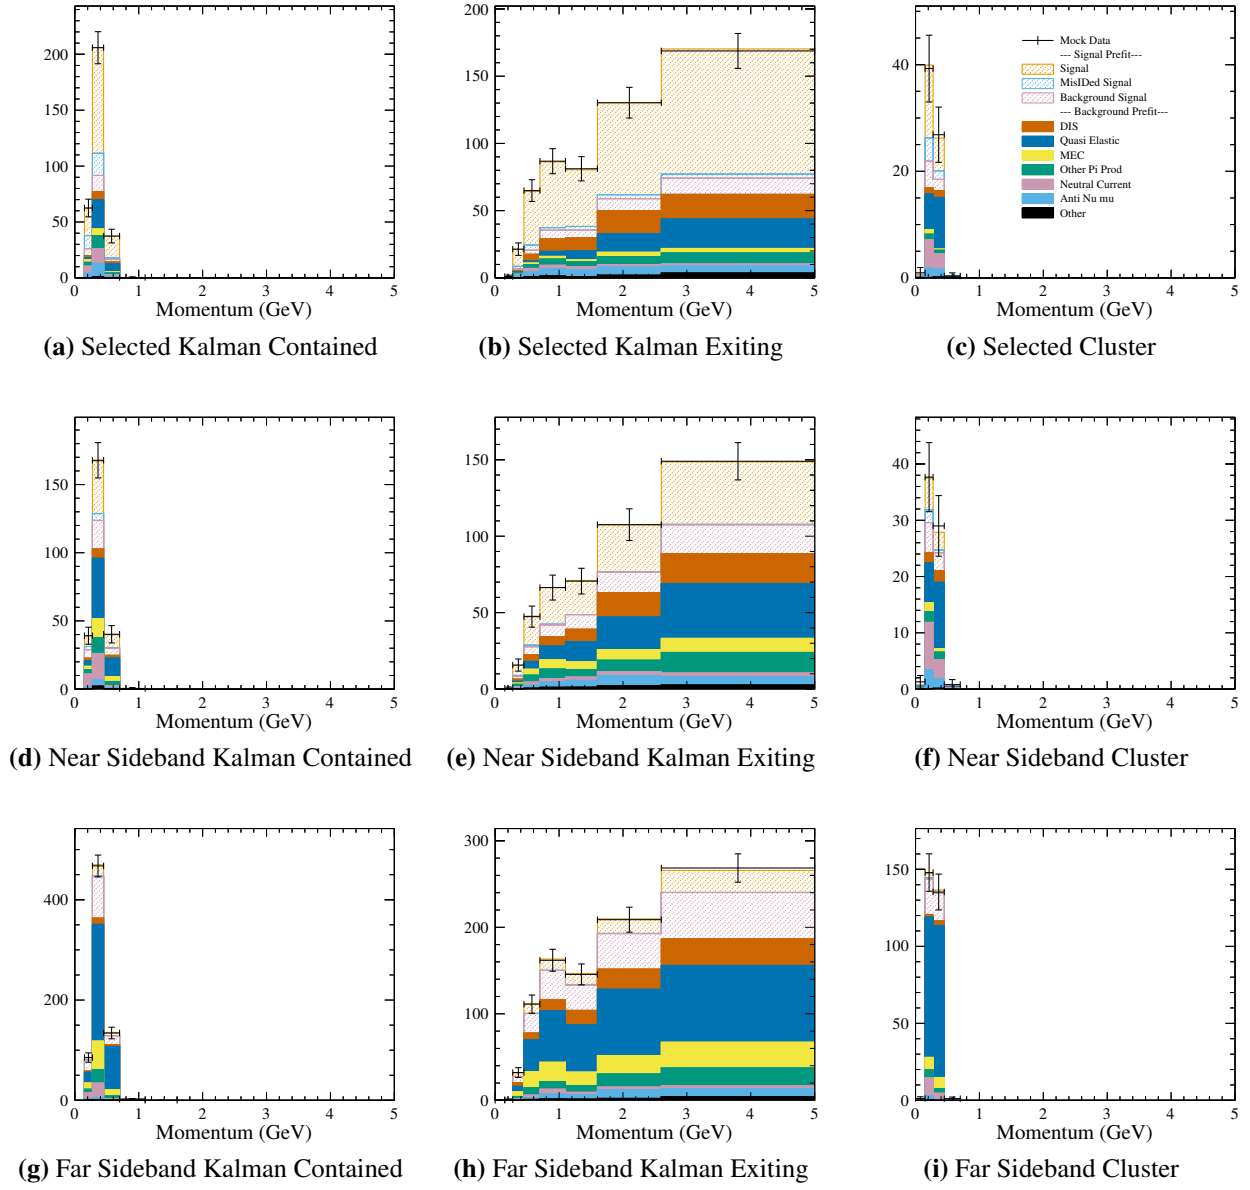 200
150
100
50
0
0 1 2 3 4 5
Momentum (GeV)
(a) Selected Kalman Contained
200
150
100
50
0
0 1 2 3 4 5
Momentum (GeV)
(b) Selected Kalman Exiting
40
20
0
0 1 2 3 4 5
Momentum (GeV)
Mock Data
--- Signal Prefit---
Signal
MisIDed Signal
Background Signal
--- Background Prefit---
DIS
Quasi Elastic
MEC
Other Pi Prod
Neutral Current
Anti Nu mu
Other
(c) Selected Cluster
150
100
50
0
0 1 2 3 4 5
Momentum (GeV)
(d) Near Sideband Kalman Contained
150
100
50
0
0 1 2 3 4 5
Momentum (GeV)
(e) Near Sideband Kalman Exiting
40
30
20
10
0
0 1 2 3 4 5
Momentum (GeV)
(f) Near Sideband Cluster
400
200
0
0 1 2 3 4 5
Momentum (GeV)
(g) Far Sideband Kalman Contained
300
200
100
0
0 1 2 3 4 5
Momentum (GeV)
(h) Far Sideband Kalman Exiting
150
100
50
0
0 1 2 3 4 5
Momentum (GeV)
(i) Far Sideband Cluster